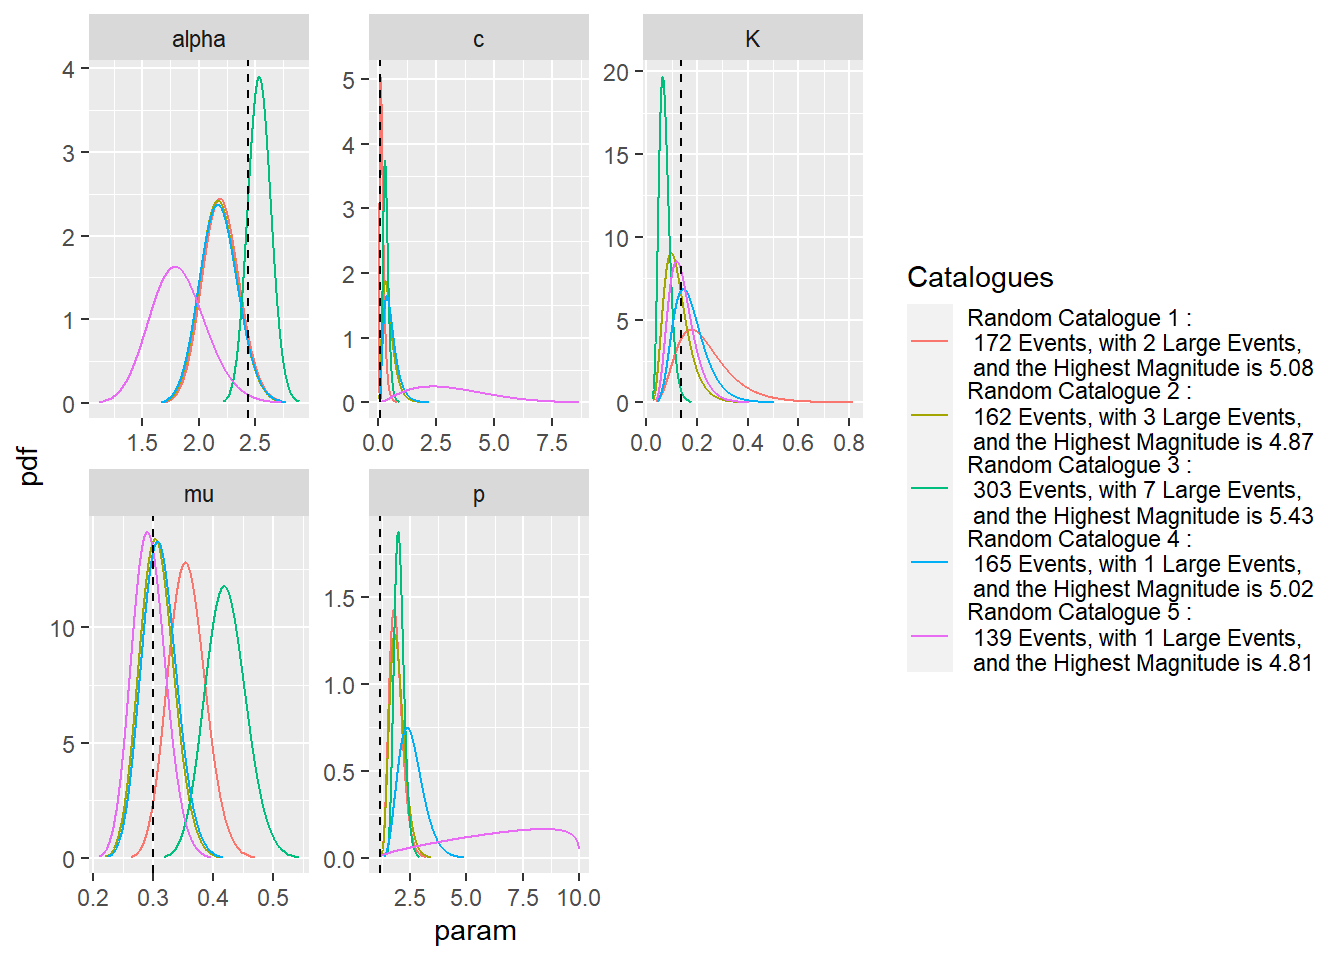 alpha
c
K
4
3
2
1
0
1.5 2.0 2.5
5
4
3
2
1
0
0.0 2.5 5.0 7.5
20
15
10
5
0
0.0 0.2 0.4 0.6 0.8
pdf
mu
p
10
5
0
0.2 0.3 0.4 0.5
1.5
1.0
0.5
0.0
2.5 5.0 7.5 10.0
param
Catalogues
Random Catalogue 1 :
172 Events, with 2 Large Events,
and the Highest Magnitude is 5.08
Random Catalogue 2 :
162 Events, with 3 Large Events,
and the Highest Magnitude is 4.87
Random Catalogue 3 :
303 Events, with 7 Large Events,
and the Highest Magnitude is 5.43
Random Catalogue 4 :
165 Events, with 1 Large Events,
and the Highest Magnitude is 5.02
Random Catalogue 5 :
139 Events, with 1 Large Events,
and the Highest Magnitude is 4.81